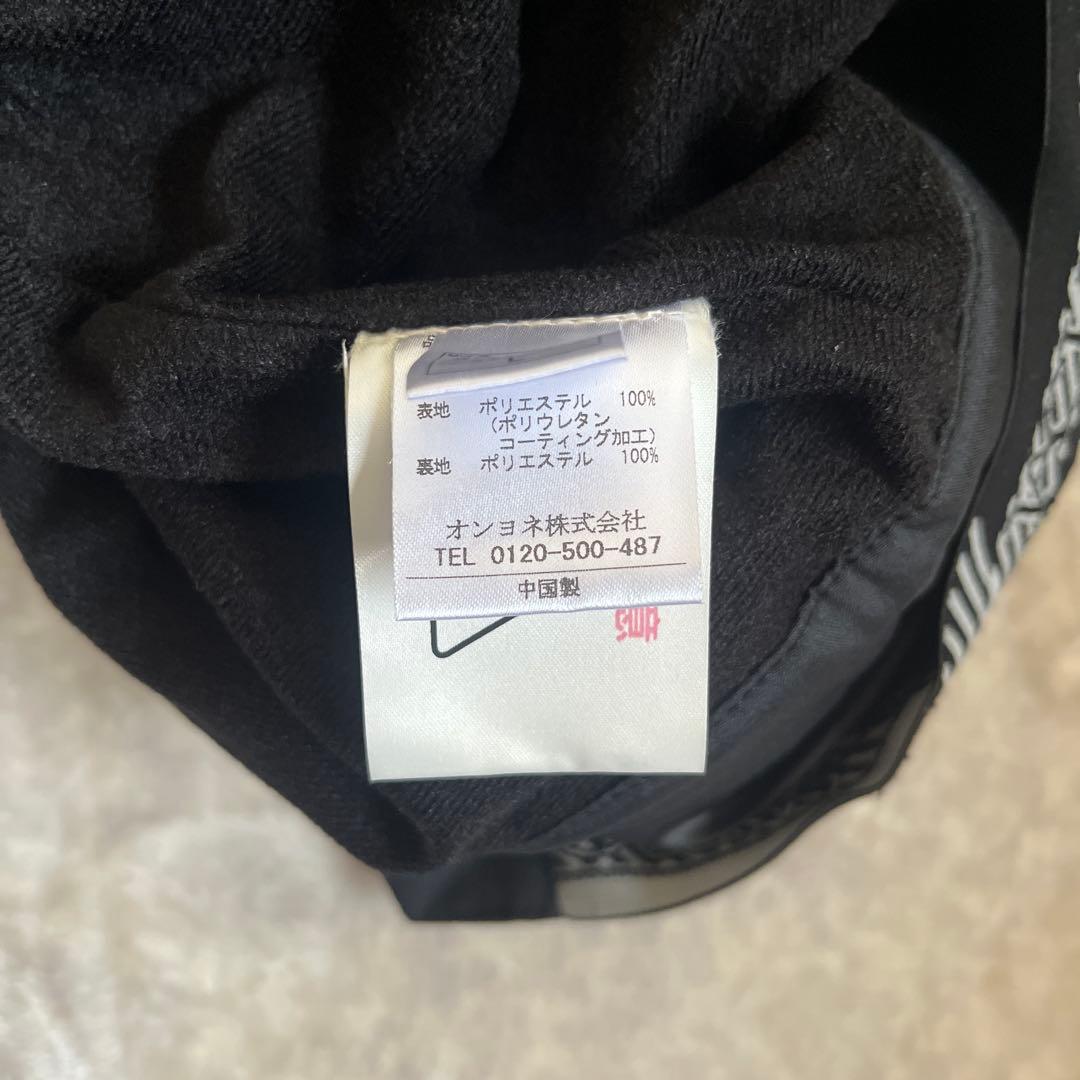 品
表地 ポリエステル 100%
(ポリウレタン
コーティング加工)
裏地 ポリエステル 100%
オンヨネ株式会社
TEL 0120-500-487
中国製